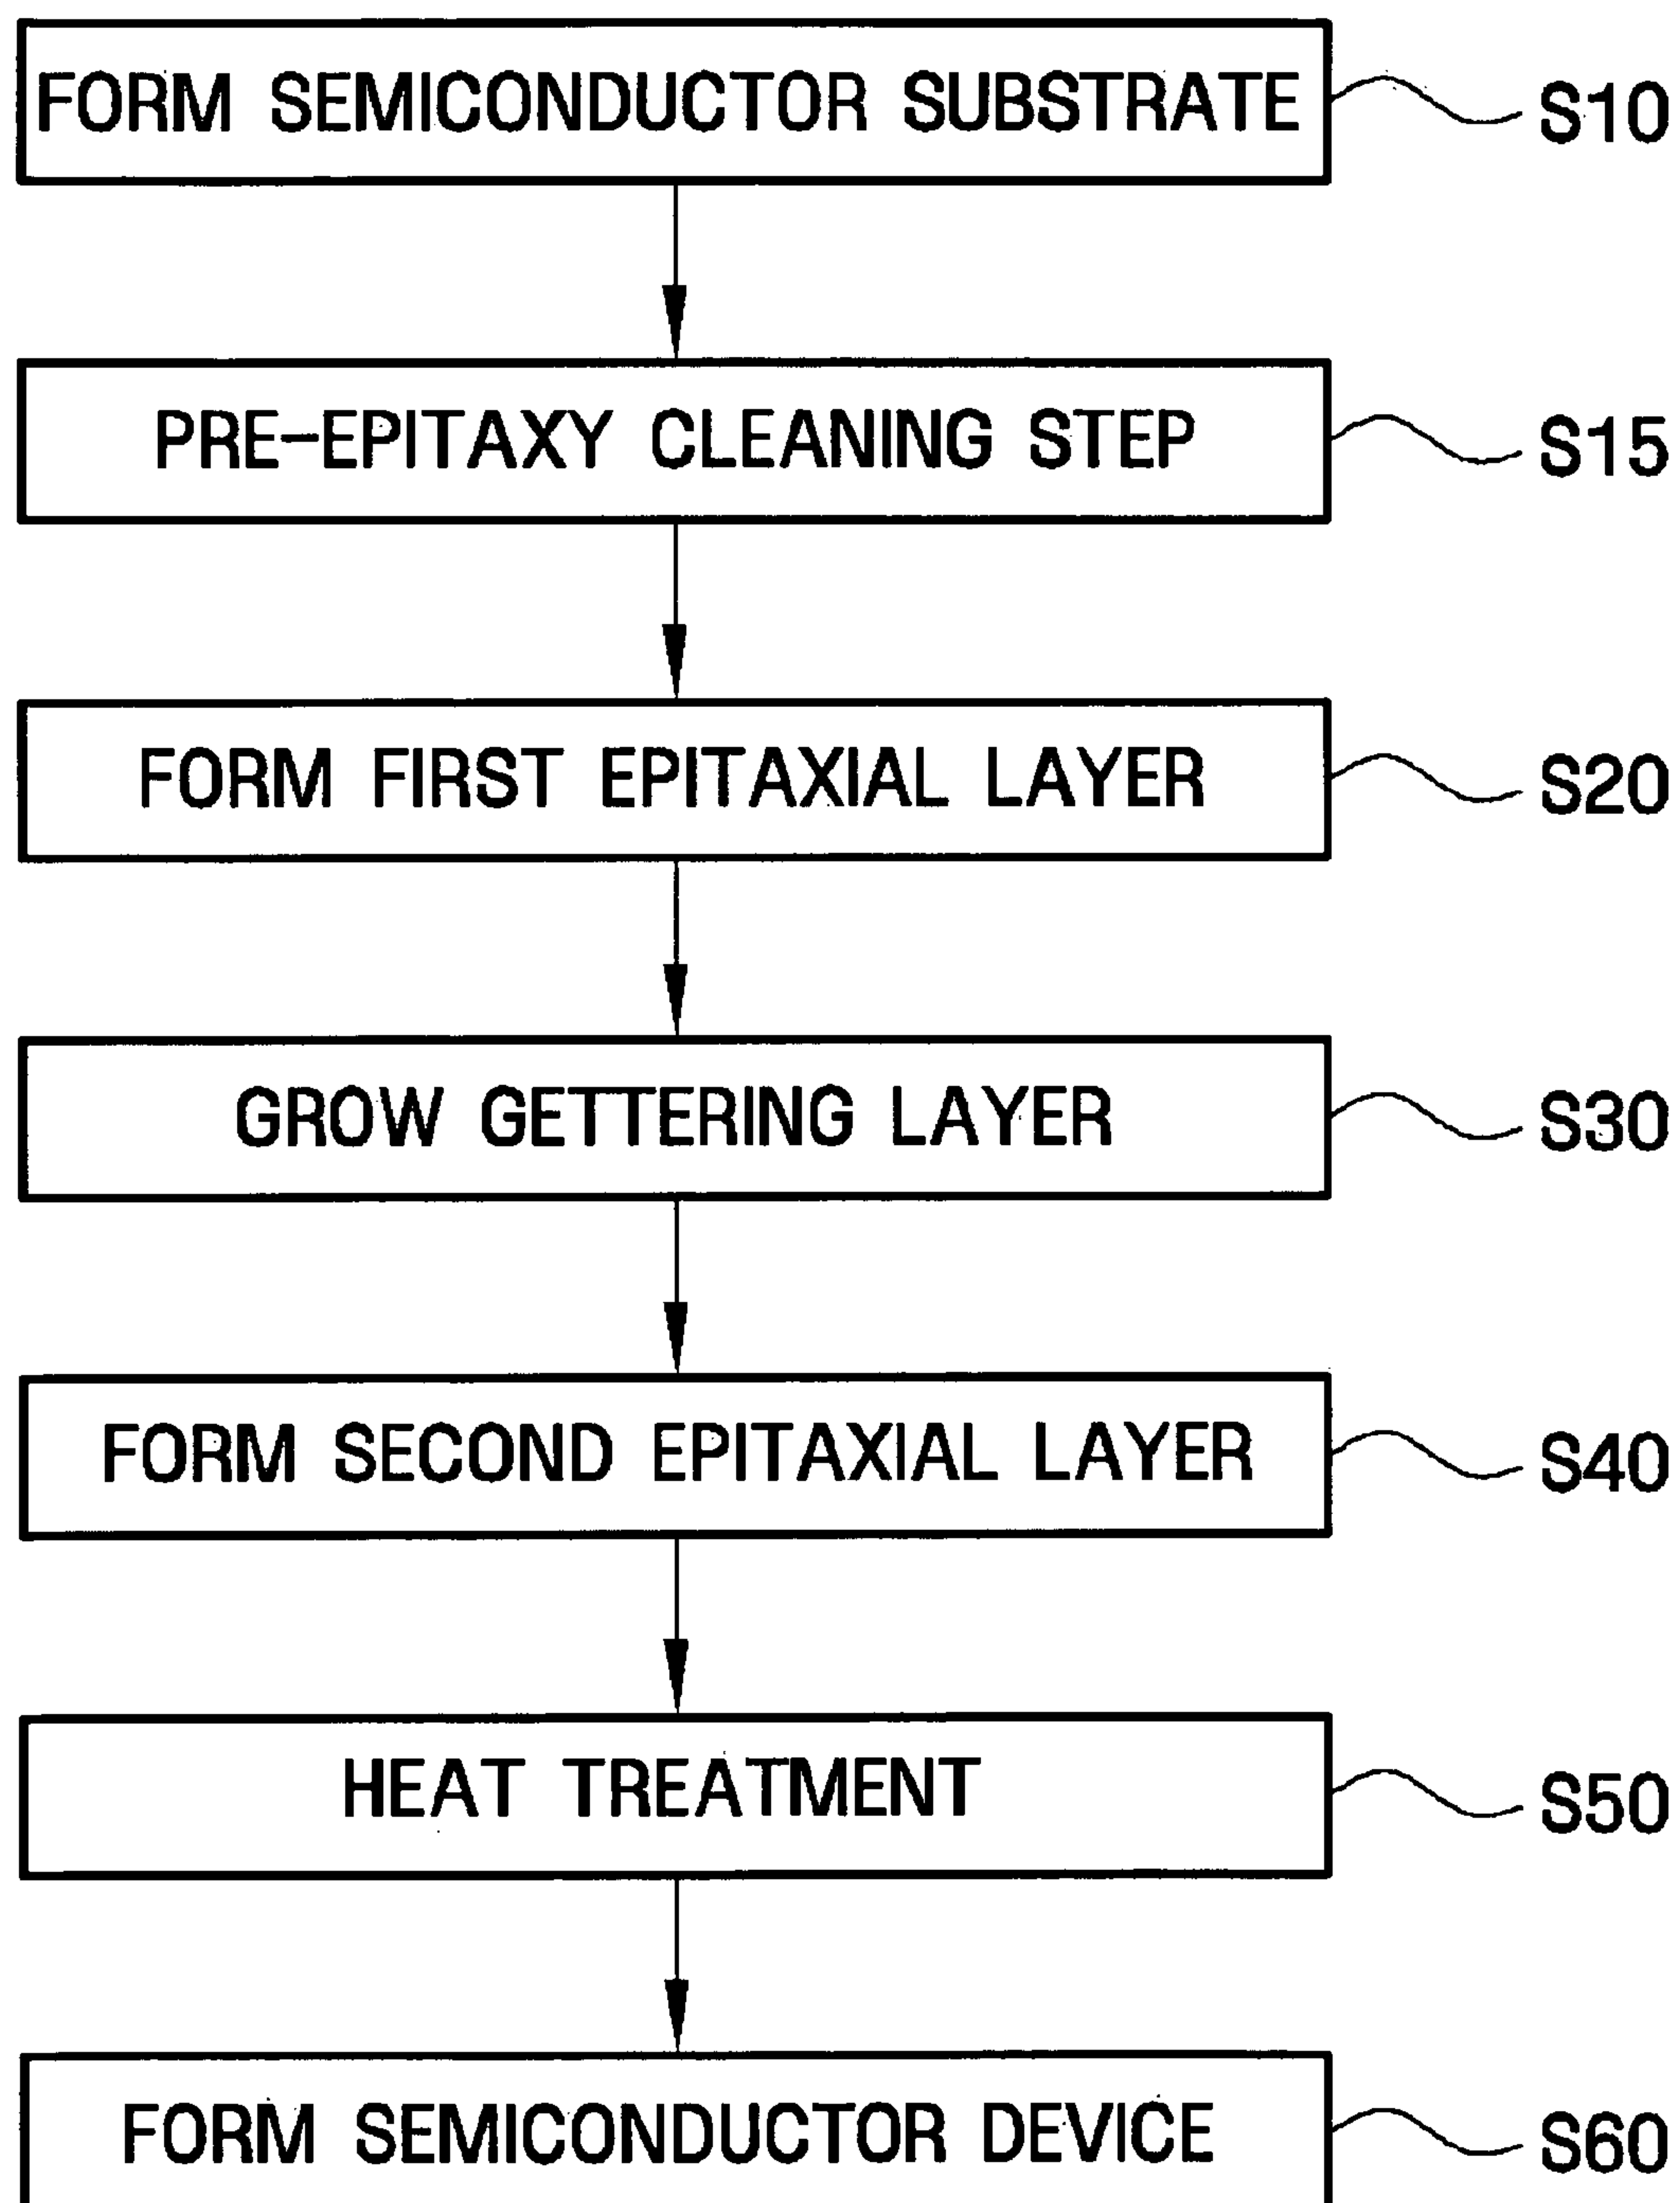 FORM SEMICONDUCTOR SUBSTRATE S10
PRE-EPITAXY CLEANING STEP S15
FORM FIRST EPITAXIAL LAYER S20
GROW GETTERING LAYER S30
FORM SECOND EPITAXIAL LAYER S40
HEAT TREATMENT S50
FORM SEMICONDUCTOR DEVICE S60